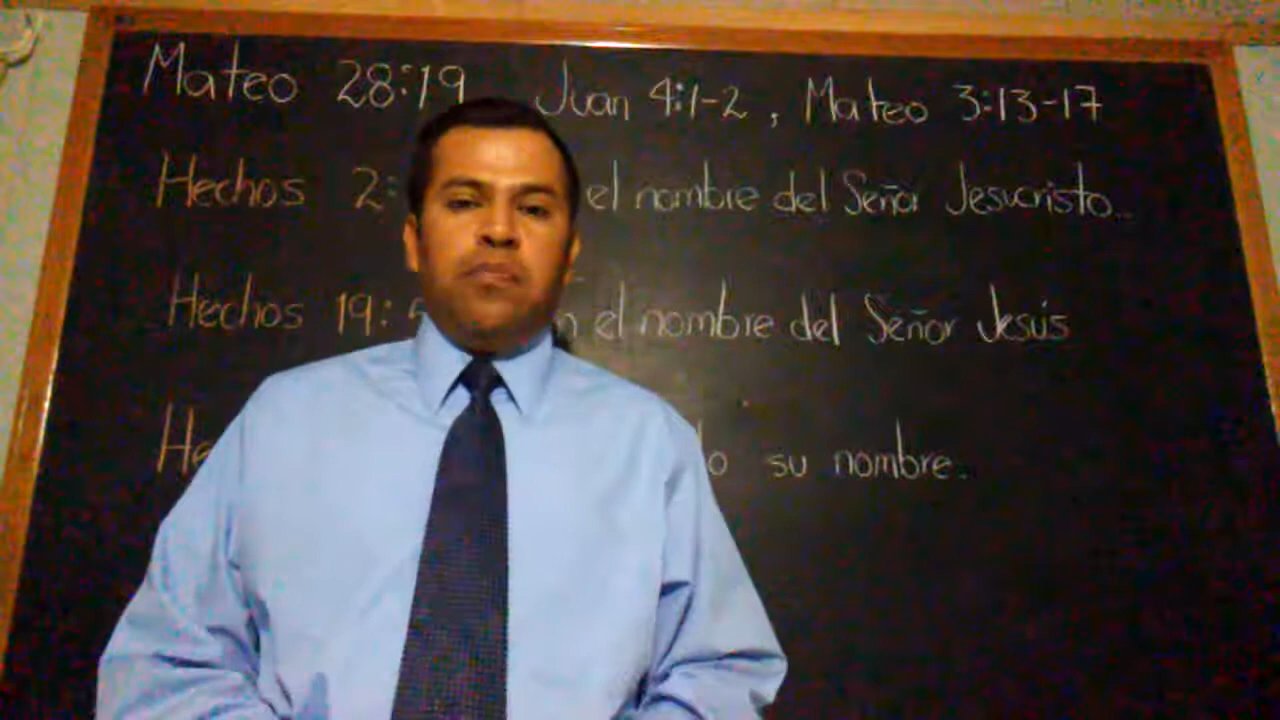 Mateo 28:19 Juan 4:1-2, Mateo 3:13-17
Hechos 2: el nombre del Señor Jesucristo...
Hechos 19:5 el nombre del Señor Jesús
su nombre.